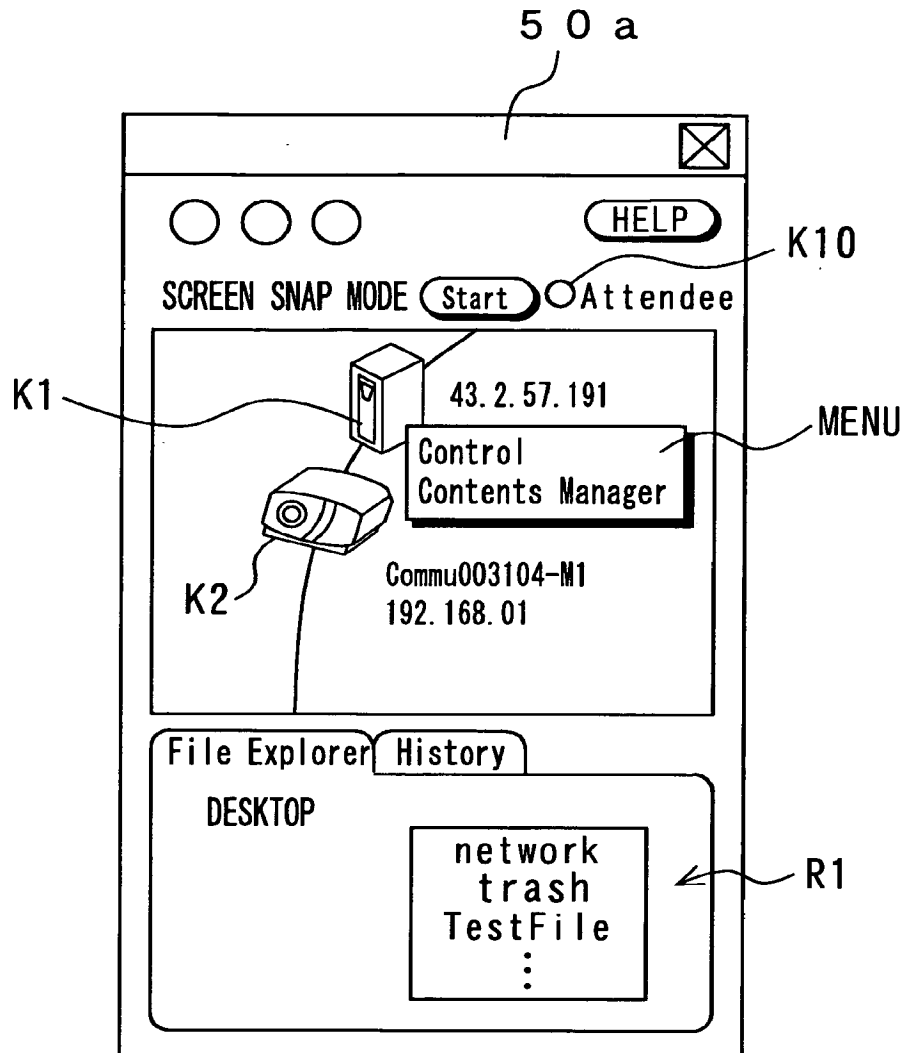 ５０ａ
HELP
K10
SCREEN SNAP MODE Start Attendee
K1
43.2.57.191
MENU
Control
Contents Manager
K2
Commu003104-M1
192.168.01
File Explorer History
DESKTOP
network
trash
TestFile
⋮
R1